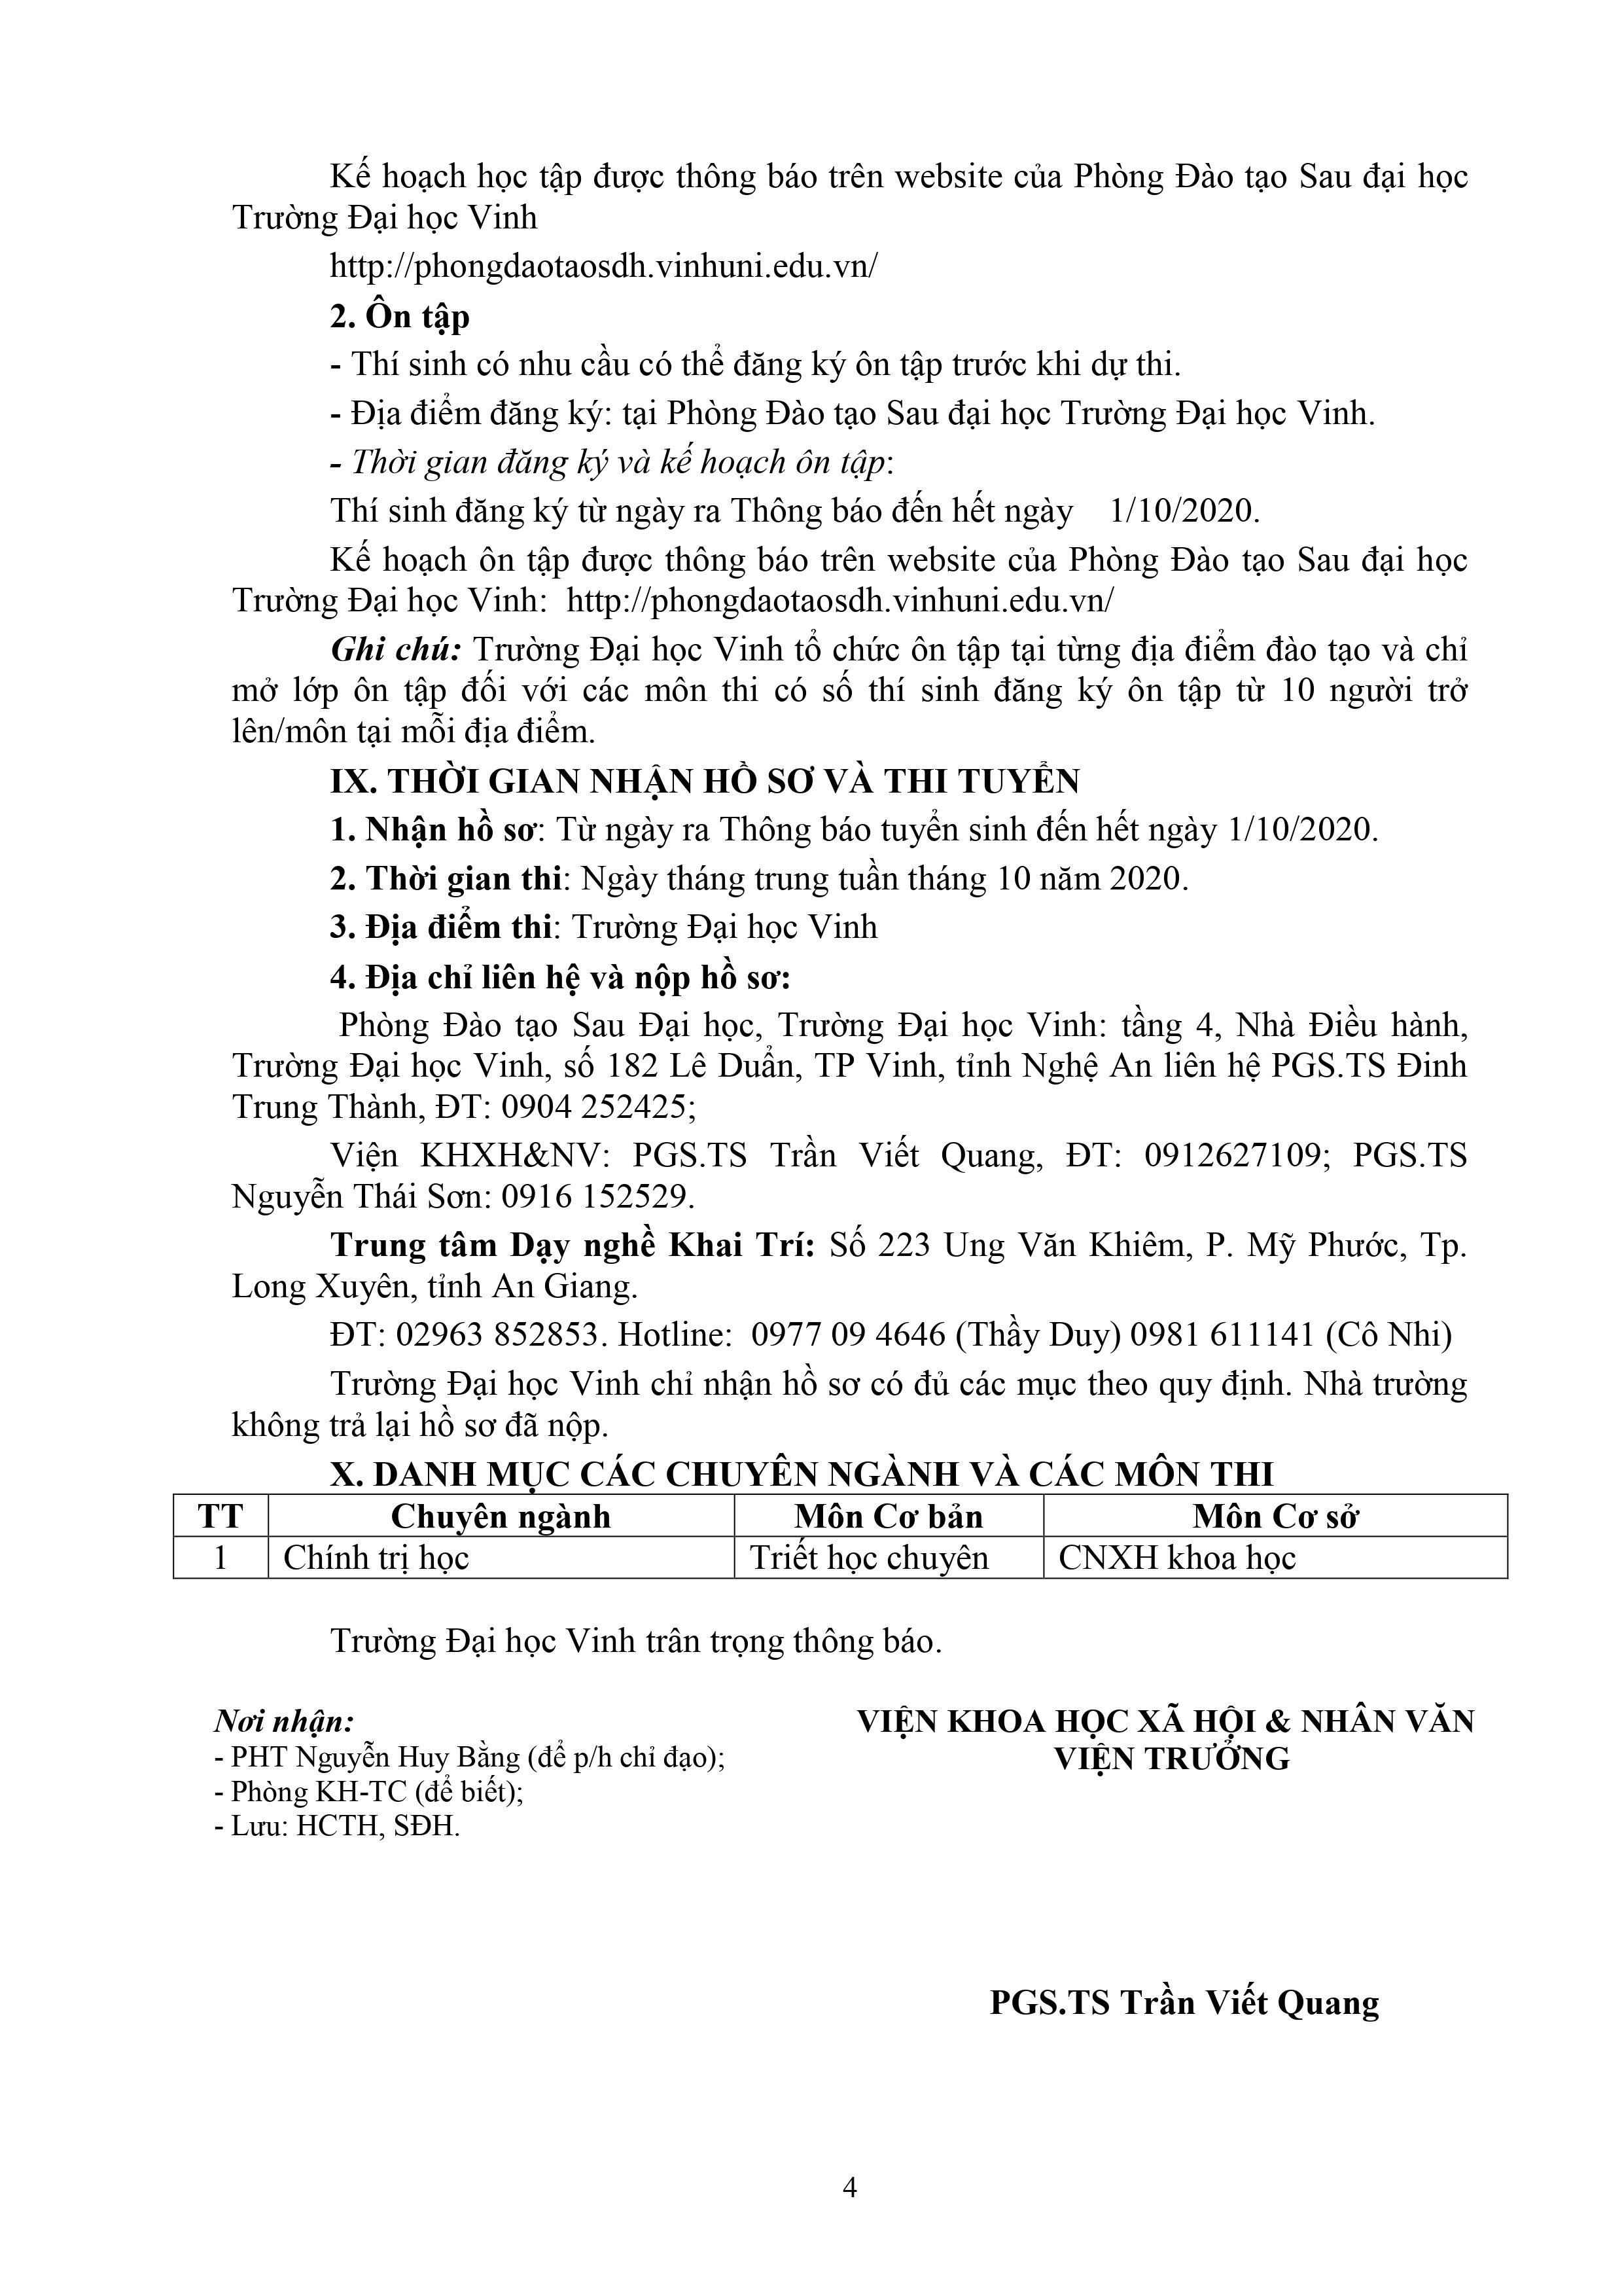 Kế hoạch học tập được thông báo trên website của Phòng Đào tạo Sau đại học
Trường Đại học Vinh
http://phongdaotaosdh.vinhuni.edu.vn/
2. Ôn tập
- Thí sinh có nhu cầu có thể đăng ký ôn tập trước khi dự thi.
- Địa điểm đăng ký: tại Phòng Đào tạo Sau đại học Trường Đại học Vinh.
- Thời gian đăng ký và kế hoạch ôn tập:
Thí sinh đăng ký từ ngày ra Thông báo đến hết ngày 1/10/2020.
Kế hoạch ôn tập được thông báo trên website của Phòng Đào tạo Sau đại học
Trường Đại học Vinh: http://phongdaotaosdh.vinhuni.edu.vn/
Ghi chú: Trường Đại học Vinh tổ chức ôn tập tại từng địa điểm đào tạo và chỉ
mở lớp ôn tập đối với các môn thi có số thí sinh đăng ký ôn tập từ 10 người trở
lên/môn tại mỗi địa điểm.
IX. THỜI GIAN NHẬN HỒ SƠ VÀ THI TUYỂN
1. Nhận hồ sơ: Từ ngày ra Thông báo tuyển sinh đến hết ngày 1/10/2020.
2. Thời gian thi: Ngày tháng trung tuần tháng 10 năm 2020.
3. Địa điểm thi: Trường Đại học Vinh
4. Địa chỉ liên hệ và nộp hồ sơ:
Phòng Đào tạo Sau Đại học, Trường Đại học Vinh: tầng 4, Nhà Điều hành,
Trường Đại học Vinh, số 182 Lê Duẩn, TP Vinh, tỉnh Nghệ An liên hệ PGS.TS Đinh
Trung Thành, ĐT: 0904 252425;
Viện KHXH&NV: PGS.TS Trần Viết Quang, ĐT: 0912627109; PGS.TS
Nguyễn Thái Sơn: 0916 152529.
Trung tâm Dạy nghề Khai Trí: Số 223 Ung Văn Khiêm, P. Mỹ Phước, Tp.
Long Xuyên, tỉnh An Giang.
ĐT: 02963 852853. Hotline: 0977 09 4646 (Thầy Duy) 0981 611141 (Cô Nhi)
Trường Đại học Vinh chỉ nhận hồ sơ có đủ các mục theo quy định. Nhà trường
không trả lại hồ sơ đã nộp.
X. DANH MỤC CÁC CHUYÊN NGÀNH VÀ CÁC MÔN THI
TT Chuyên ngành Môn Cơ bản Môn Cơ sở
1 Chính trị học Triết học chuyên CNXH khoa học
Trường Đại học Vinh trân trọng thông báo.
Nơi nhận:
- PHT Nguyễn Huy Bằng (để p/h chỉ đạo);
- Phòng KH-TC (để biết);
- Lưu: HCTH, SĐH.
VIỆN KHOA HỌC XÃ HỘI & NHÂN VĂN
VIỆN TRƯỞNG
PGS.TS Trần Viết Quang
4